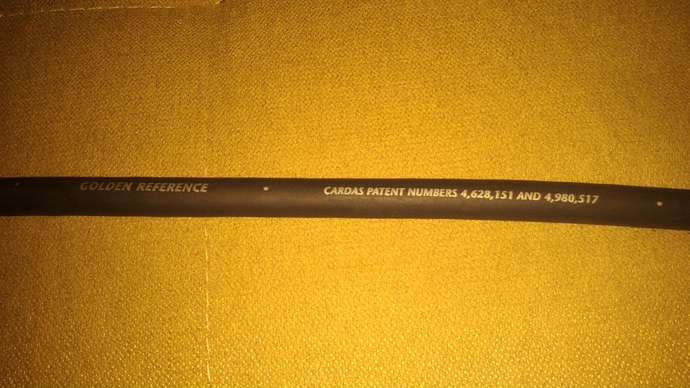 GOLDEN REFERENCE • CARDAS PATENT NUMBERS 4,628,151 AND 4,980,517 •